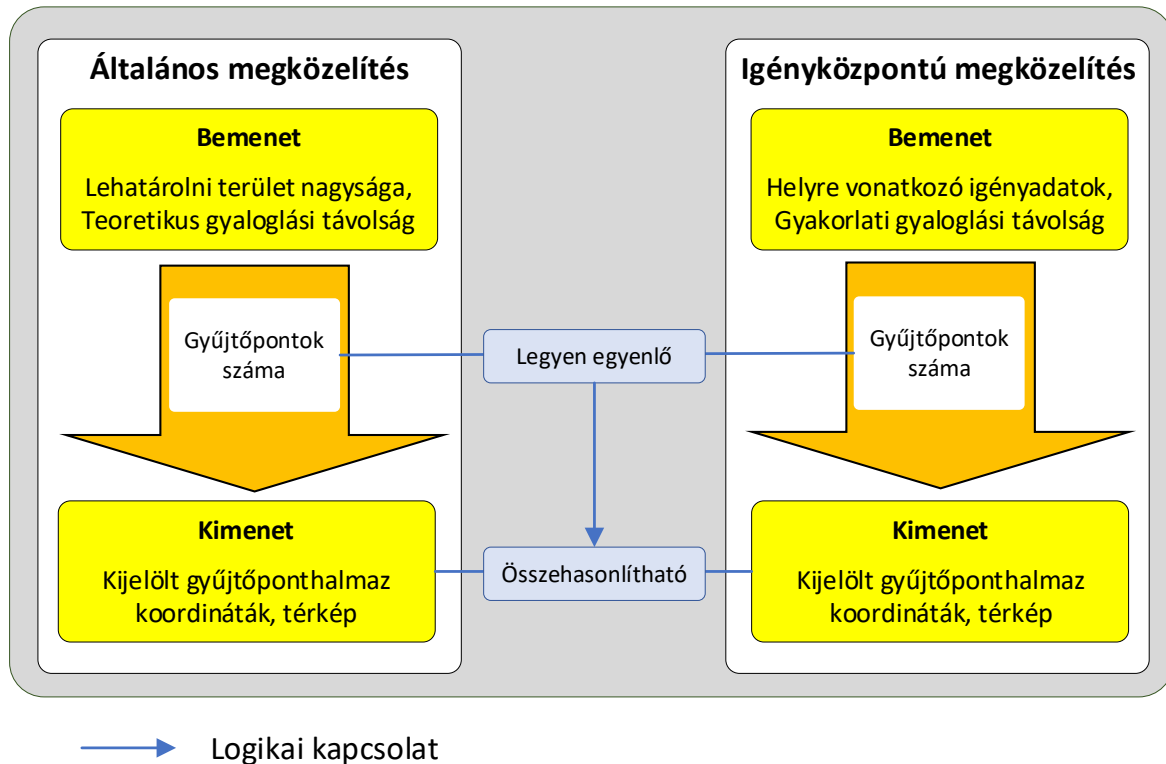 Általános megközelítés
Bemenet
Lehatárolni terület nagysága,
Teoretikus gyaloglási távolság
Gyűjtőpontok
száma
Kimenet
Kijelölt gyűjtőponthalmaz
koordináták, térkép
Legyen egyenlő
Összehasonlítható
Igényközpontú megközelítés
Bemenet
Helyre vonatkozó igényadatok,
Gyakorlati gyaloglási távolság
Gyűjtőpontok
száma
Kimenet
Kijelölt gyűjtőponthalmaz
koordináták, térkép
Logikai kapcsolat